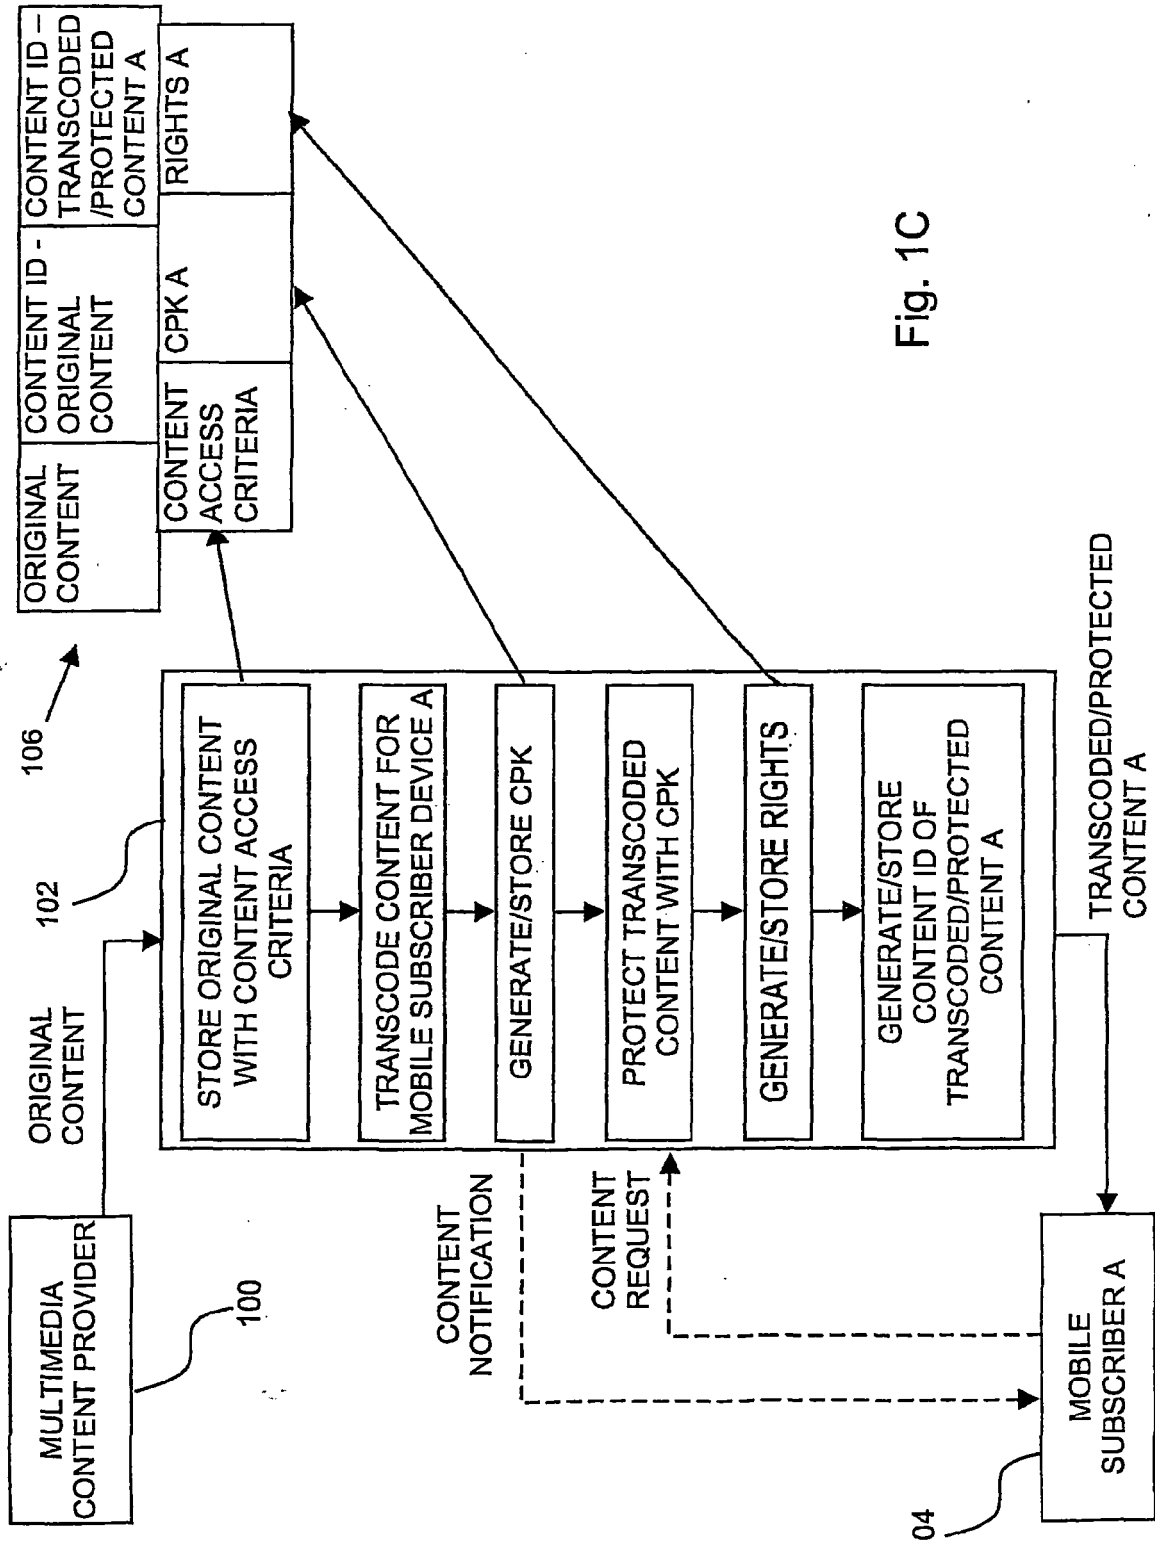 MULTIMEDIA
CONTENT PROVIDER
100
ORIGINAL
CONTENT
102
106
ORIGINAL
CONTENT
CONTENT ID -
ORIGINAL
CONTENT
CONTENT ID –
TRANSCODED
/PROTECTED
CONTENT A
CONTENT
ACCESS
CRITERIA
CPK A
RIGHTS A
STORE ORIGINAL CONTENT
WITH CONTENT ACCESS
CRITERIA
TRANSCODE CONTENT FOR
MOBILE SUBSCRIBER DEVICE A
GENERATE/STORE CPK
PROTECT TRANSCODED
CONTENT WITH CPK
GENERATE/STORE RIGHTS
GENERATE/STORE
CONTENT ID OF
TRANSCODED/PROTECTED
CONTENT A
CONTENT
NOTIFICATION
CONTENT
REQUEST
MOBILE
SUBSCRIBER A
04
TRANSCODED/PROTECTED
CONTENT A
Fig. 1C